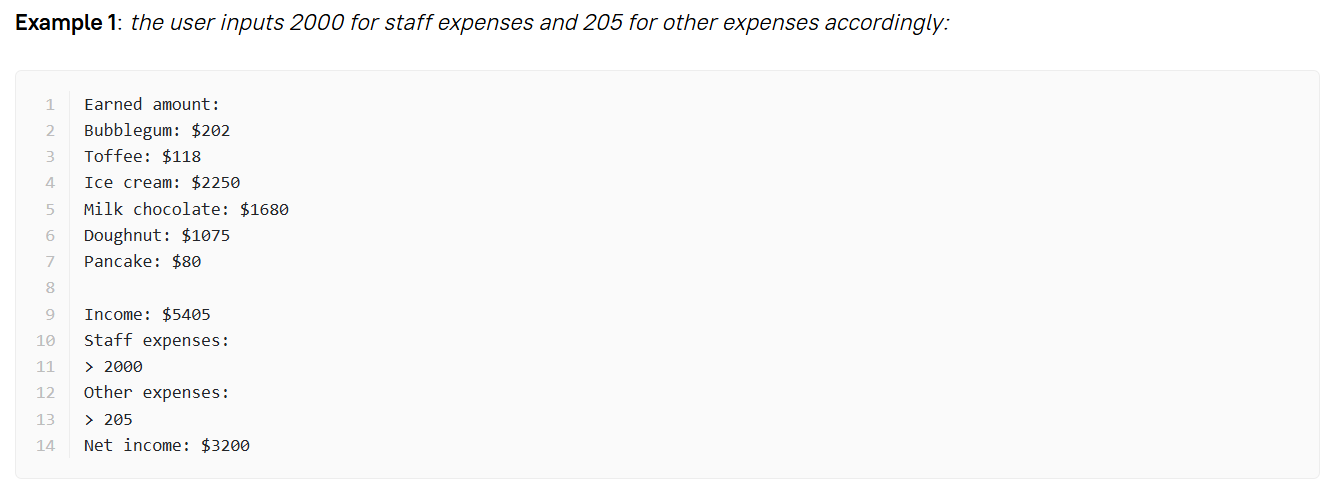 Example 1: the user inputs 2000 for staff expenses and 205 for other expenses accordingly:
1 Earned amount:
2 Bubblegum: $202
3 Toffee: $118
4 Ice cream: $2250
5 Milk chocolate: $1680
6 Doughnut: $1075
7 Pancake: $80
8
9 Income: $5405
10 Staff expenses:
11 > 2000
12 Other expenses:
13 > 205
14 Net income: $3200